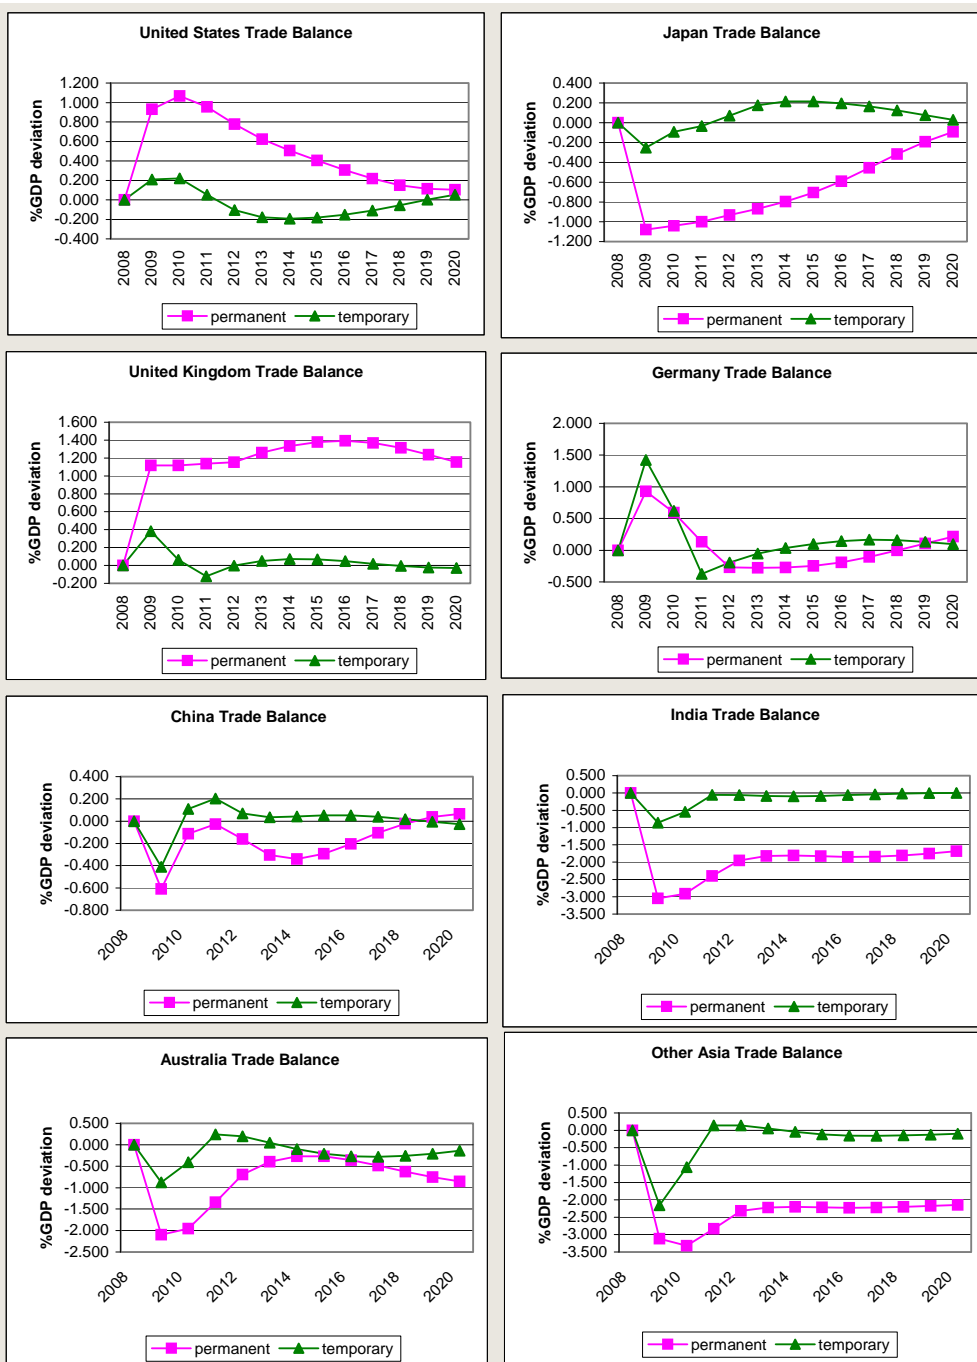 United States Trade Balance
%GDP deviation
1.200
1.000
0.800
0.600
0.400
0.200
0.000
-0.200
-0.400
2008 2009 2010 2011 2012 2013 2014 2015 2016 2017 2018 2019 2020
permanent temporary
Japan Trade Balance
%GDP deviation
0.400
0.200
0.000
-0.200
-0.400
-0.600
-0.800
-1.000
-1.200
2008 2009 2010 2011 2012 2013 2014 2015 2016 2017 2018 2019 2020
permanent temporary
United Kingdom Trade Balance
%GDP deviation
1.600
1.400
1.200
1.000
0.800
0.600
0.400
0.200
0.000
-0.200
2008 2009 2010 2011 2012 2013 2014 2015 2016 2017 2018 2019 2020
permanent temporary
Germany Trade Balance
%GDP deviation
2.000
1.500
1.000
0.500
0.000
-0.500
2008 2009 2010 2011 2012 2013 2014 2015 2016 2017 2018 2019 2020
permanent temporary
China Trade Balance
%GDP deviation
0.400
0.200
0.000
-0.200
-0.400
-0.600
-0.800
2008 2010 2012 2014 2016 2018 2020
permanent temporary
India Trade Balance
%GDP deviation
0.500
0.000
-0.500
-1.000
-1.500
-2.000
-2.500
-3.000
-3.500
2008 2010 2012 2014 2016 2018 2020
permanent temporary
Australia Trade Balance
%GDP deviation
0.500
0.000
-0.500
-1.000
-1.500
-2.000
-2.500
2008 2010 2012 2014 2016 2018 2020
permanent temporary
Other Asia Trade Balance
%GDP deviation
0.500
0.000
-0.500
-1.000
-1.500
-2.000
-2.500
-3.000
-3.500
2008 2010 2012 2014 2016 2018 2020
permanent temporary